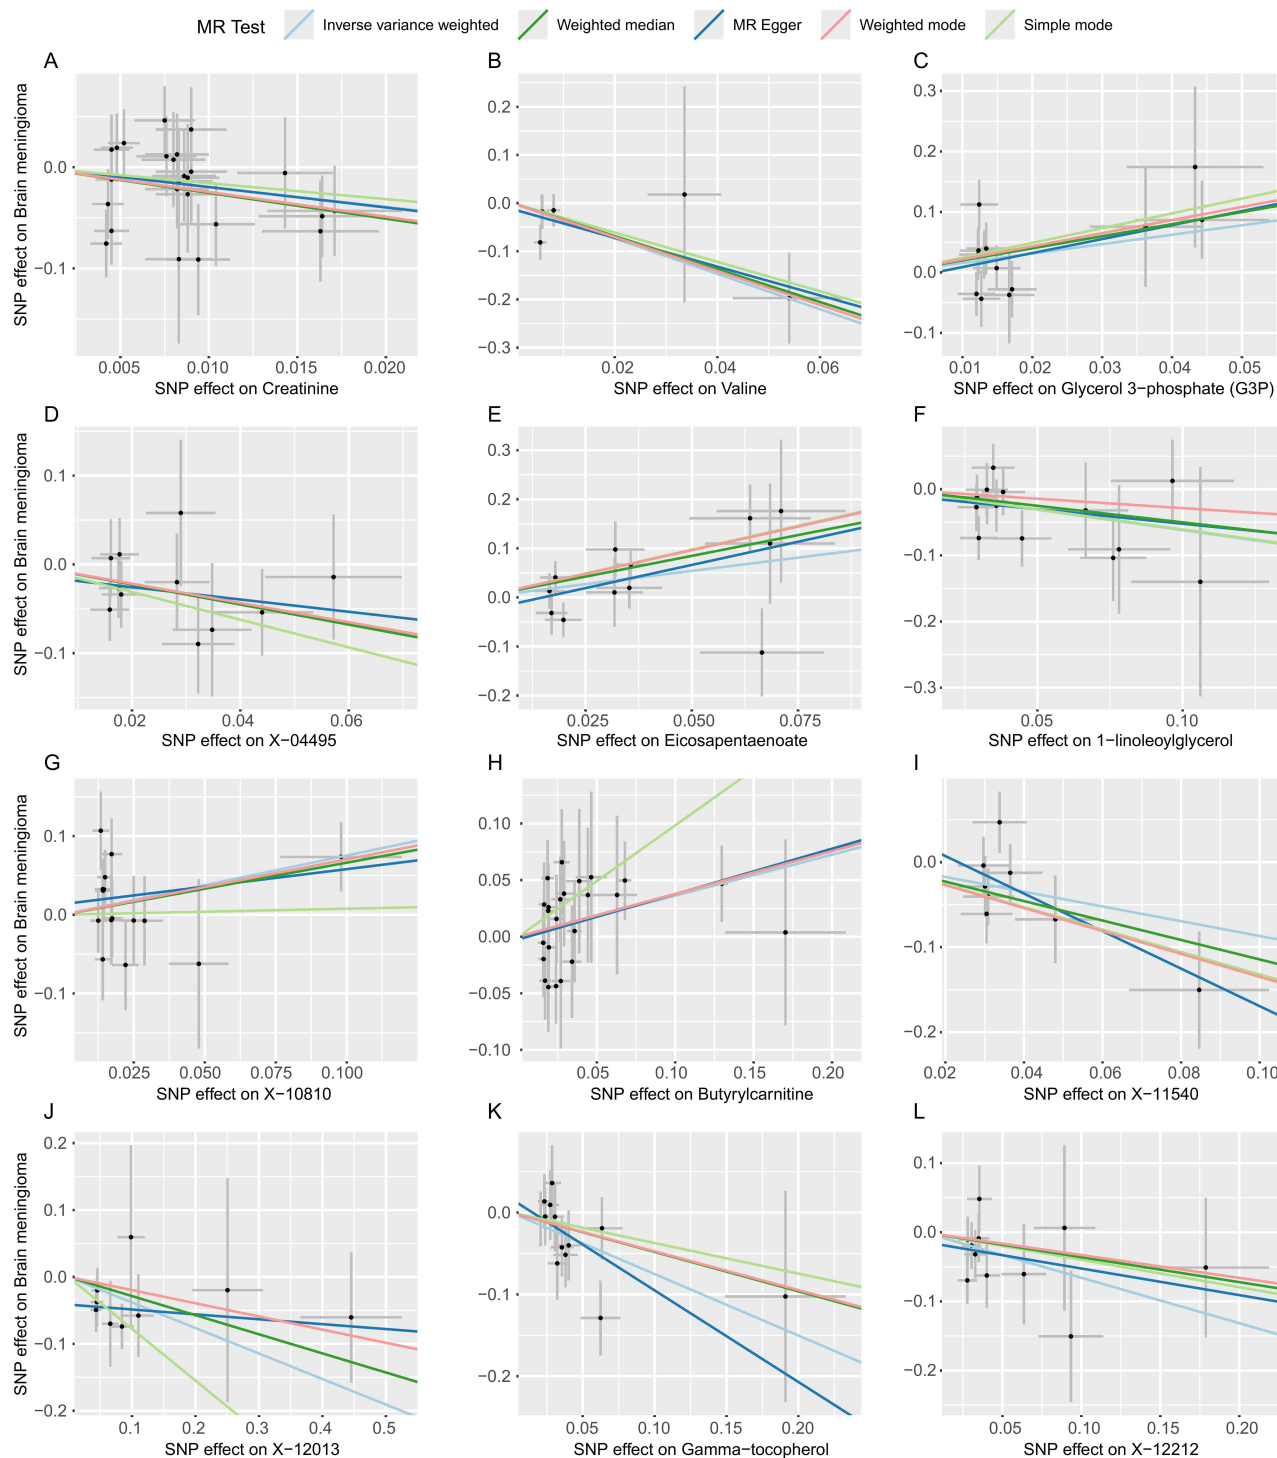 MR Test Inverse variance weighted Weighted median MR Egger Weighted mode Simple mode
A B C
SNP effect on Brain meningioma
0.0
−0.1
0.005 0.010 0.015 0.020
SNP effect on Creatinine
0.2
0.1
0.0
−0.1
−0.2
−0.3
0.02 0.04 0.06
SNP effect on Valine
0.3
0.2
0.1
0.0
−0.1
0.01 0.02 0.03 0.04 0.05
SNP effect on Glycerol 3−phosphate (G3P)
D E F
SNP effect on Brain meningioma
0.1
0.0
−0.1
0.02 0.04 0.06
SNP effect on X−04495
0.3
0.2
0.1
0.0
−0.1
−0.2
0.025 0.050 0.075
SNP effect on Eicosapentaenoate
0.0
−0.1
−0.2
−0.3
0.05 0.10
SNP effect on 1−linoleoylglycerol
G H I
SNP effect on Brain meningioma
0.1
0.0
−0.1
0.025 0.050 0.075 0.100
SNP effect on X−10810
0.10
0.05
0.00
−0.05
−0.10
0.05 0.10 0.15 0.20
SNP effect on Butyrylcarnitine
0.0
−0.1
−0.2
0.02 0.04 0.06 0.08 0.10
SNP effect on X−11540
J K L
SNP effect on Brain meningioma
0.2
0.1
0.0
−0.1
−0.2
0.1 0.2 0.3 0.4 0.5
SNP effect on X−12013
0.0
−0.1
−0.2
0.05 0.10 0.15 0.20
SNP effect on Gamma−tocopherol
0.1
0.0
−0.1
−0.2
0.05 0.10 0.15 0.20
SNP effect on X−12212